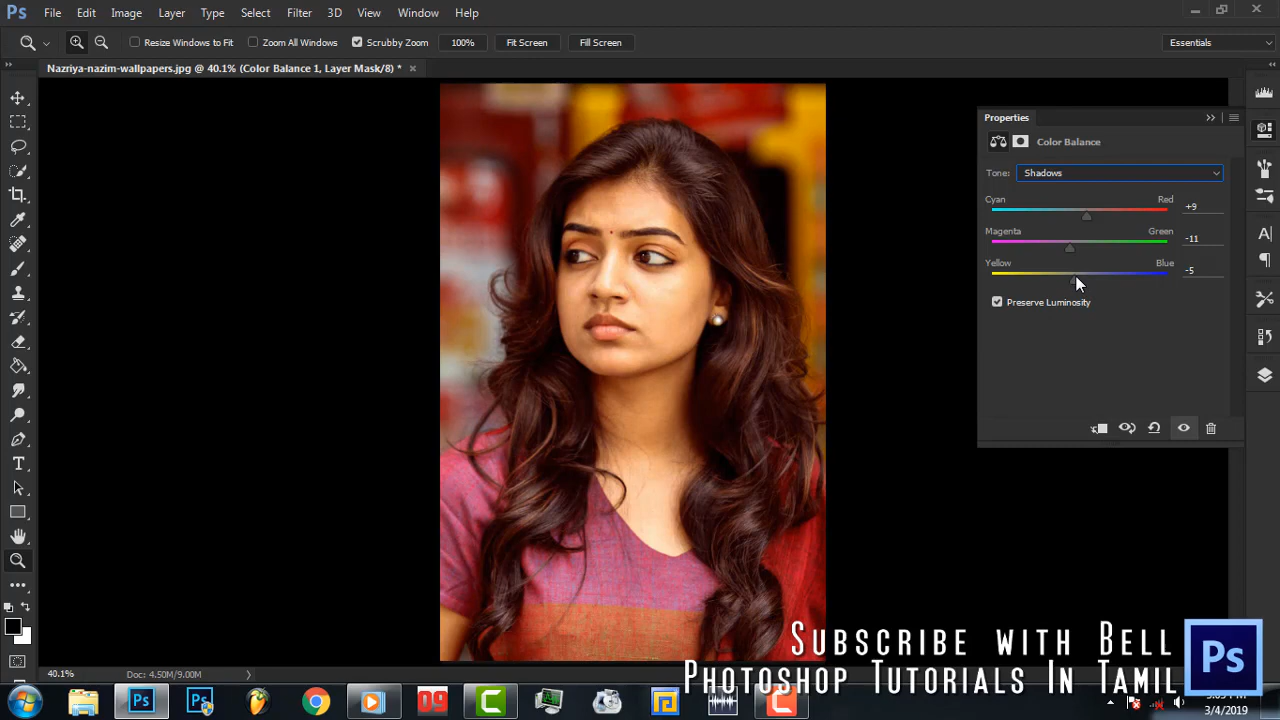 Ps File Edit Image Layer Type Select Filter 3D View Window Help
Resize Windows to Fit Zoom All Windows Scrubby Zoom 100% Fit Screen Fill Screen Essentials
Nazriya-nazim-wallpapers.jpg @ 40.1% (Color Balance 1, Layer Mask/8) *
Properties
Color Balance
Tone: Shadows
Cyan Red +9
Magenta Green -11
Yellow Blue -5
Preserve Luminosity
Subscribe with Bell
Photoshop Tutorials In Tamil
Ps
40.1% Doc: 4.50M/9.00M
Ps Ps 09 C C
3/4/2019